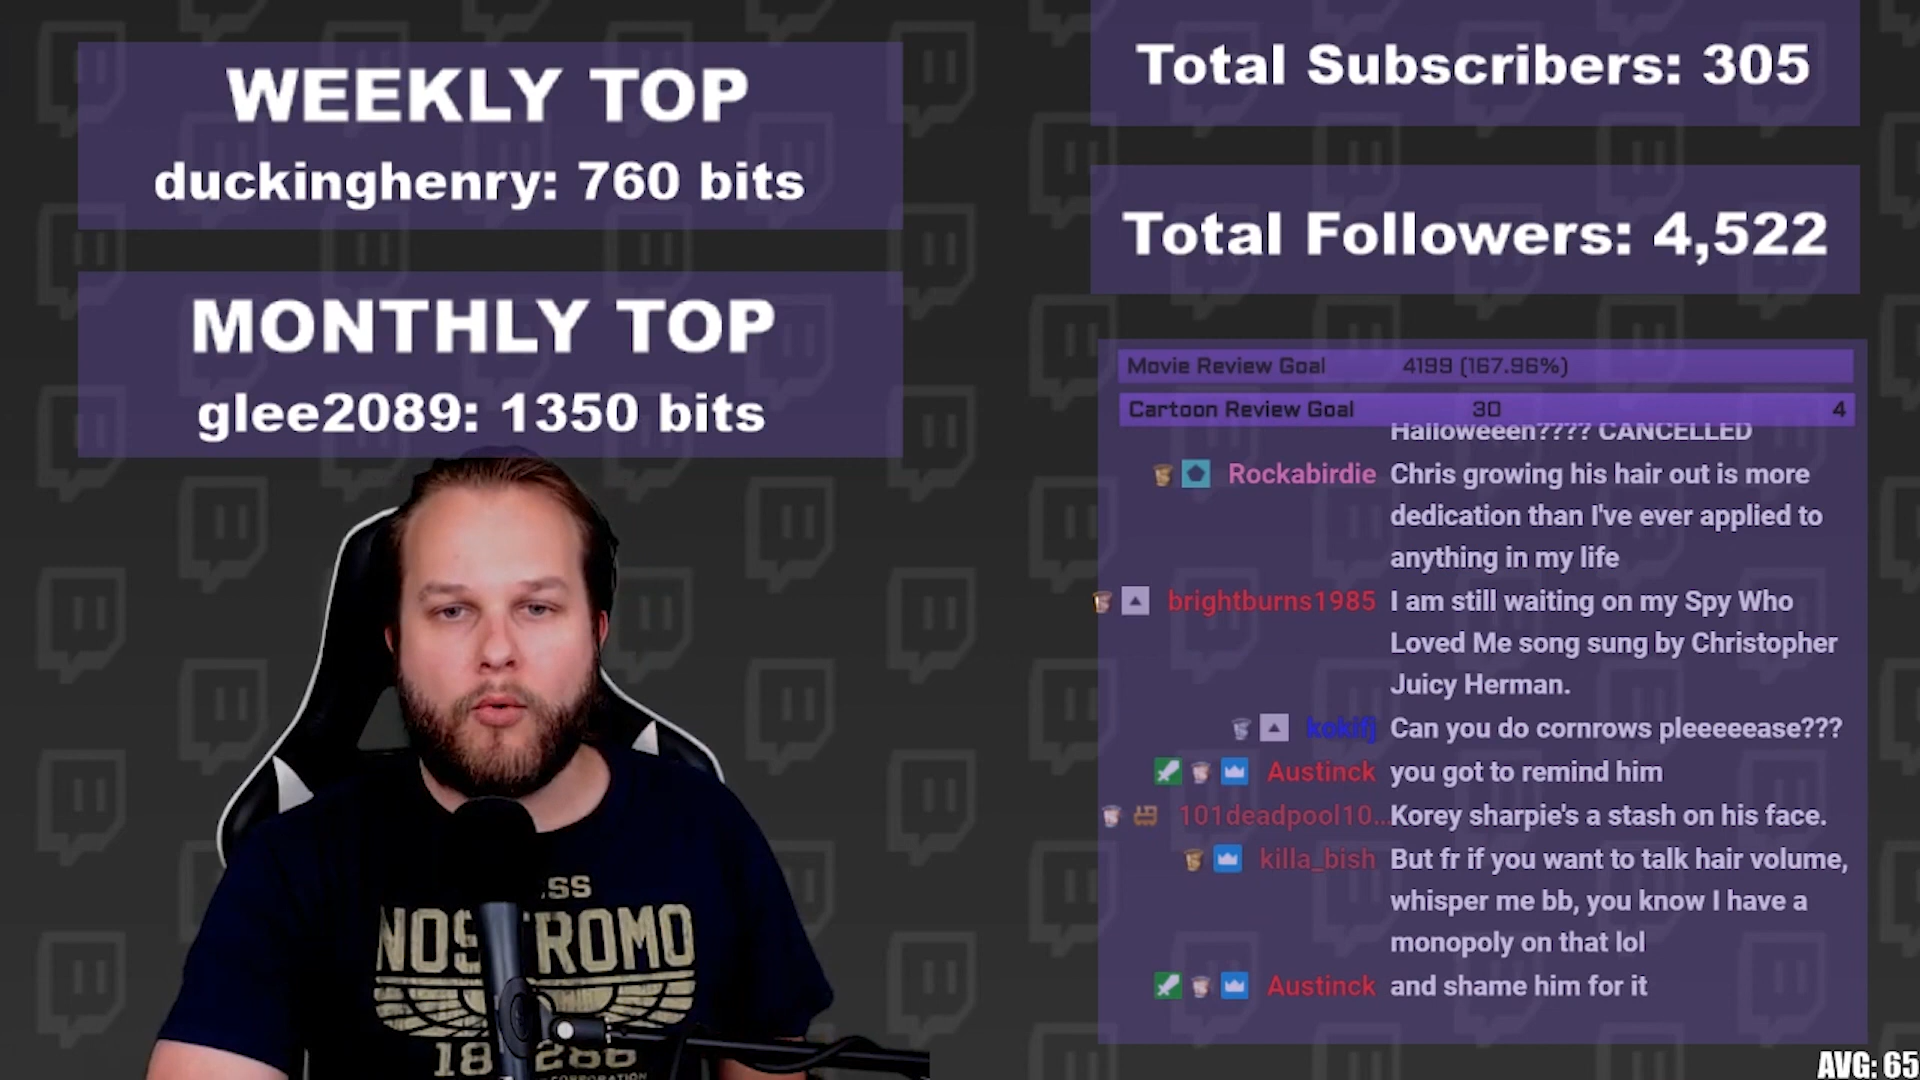 WEEKLY TOP
duckinghenry: 760 bits
MONTHLY TOP
glee2089: 1350 bits
Total Subscribers: 305
Total Followers: 4,522
Movie Review Goal 4199 (167.96%)
Cartoon Review Goal 30 4
Halloweeen???? CANCELLED
Rockabirdie Chris growing his hair out is more
dedication than I've ever applied to
anything in my life
brightburns1985 I am still waiting on my Spy Who
Loved Me song sung by Christopher
Juicy Herman.
kokifj Can you do cornrows pleeeeease???
Austinck you got to remind him
101deadpool10... Korey sharpie's a stash on his face.
killa_bish But fr if you want to talk hair volume,
whisper me bb, you know I have a
monopoly on that lol
Austinck and shame him for it
AVG: 65
NOSTROMO